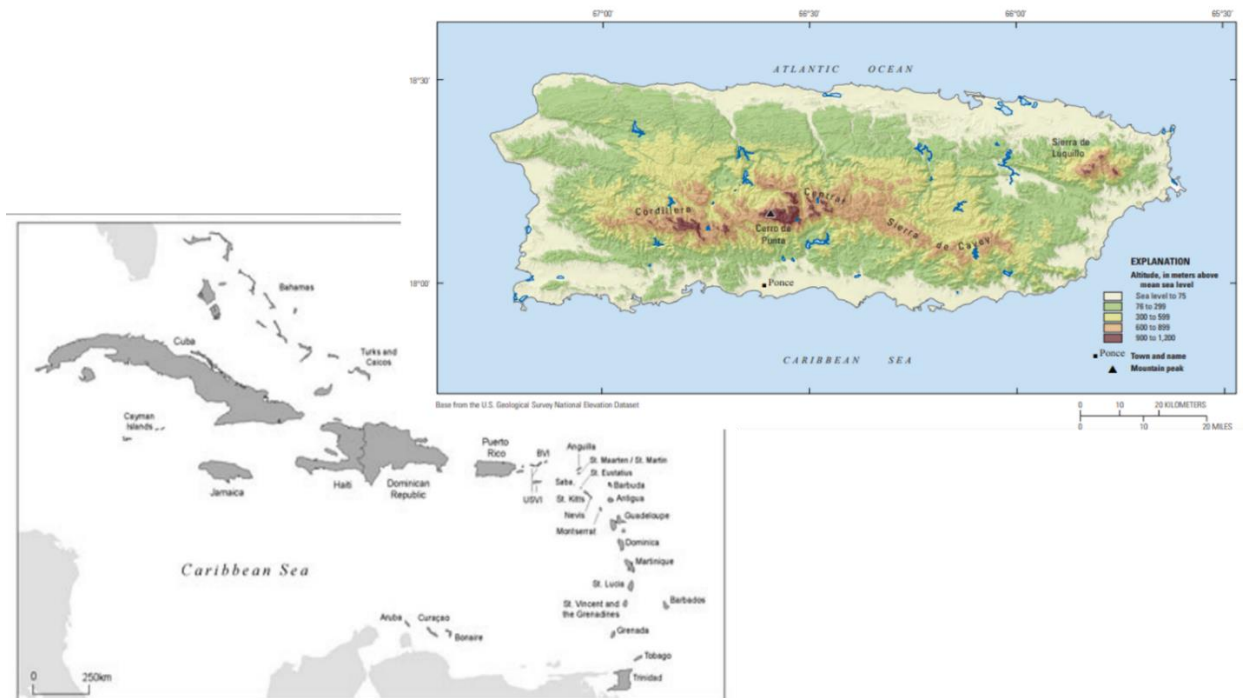 67°00'
66°30'
66°00'
65°30'
18°30'
ATLANTIC OCEAN
Sierra de
Luquillo
Cordillera
Central
Cerro de
Punta
Sierra de Cayey
18°00'
Ponce
EXPLANATION
Altitude, in meters above
mean sea level
Sea level to 75
76 to 299
300 to 599
600 to 899
900 to 1,200
Ponce Town and name
Mountain peak
CARIBBEAN SEA
Base from the U.S. Geological Survey National Elevation Dataset
0 10 20 KILOMETERS
0 10 20 MILES
Bahamas
Cuba
Turks and
Caicos
Cayman
Islands
Jamaica
Haiti
Dominican
Republic
Puerto
Rico
BVI
USVI
Anguilla
St. Maarten / St. Martin
St. Eustatius
Saba
Barbuda
St. Kitts
Antigua
Nevis
Guadeloupe
Montserrat
Dominica
Martinique
St. Lucia
St. Vincent and
the Grenadines
Barbados
Caribbean Sea
Aruba
Curaçao
Bonaire
Grenada
Tobago
Trinidad
0 250km